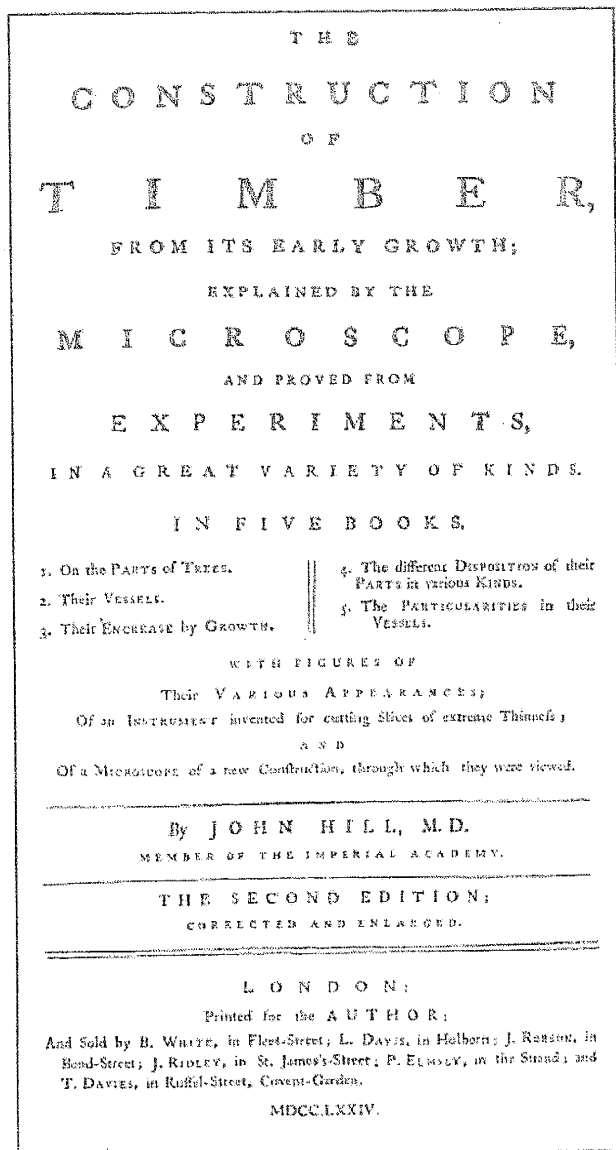 THE
CONSTRUCTION
OF
TIMBER,
FROM ITS EARLY GROWTH;
EXPLAINED BY THE
MICROSCOPE,
AND PROVED FROM
EXPERIMENTS,
IN A GREAT VARIETY OF KINDS.
IN FIVE BOOKS.
1. On the PARTS of TREES.
2. Their VESSELS.
3. Their ENCREASE by GROWTH.
4. The different DISPOSITION of their
PARTS in various KINDS.
5. The PARTICULARITIES in their
VESSELS.
WITH FIGURES OF
Their VARIOUS APPEARANCES;
Of an INSTRUMENT invented for cutting Slices of extreme Thinneſs;
AND
Of a MICROSCOPE of a new Conſtruction, through which they were viewed.
By JOHN HILL, M.D.
MEMBER OF THE IMPERIAL ACADEMY.
THE SECOND EDITION;
CORRECTED AND ENLARGED.
LONDON:
Printed for the AUTHOR;
And Sold by B. WHITE, in Fleet-Street; L. DAVIS, in Holborn; J. ROBSON, in
Bond-Street; J. RIDLEY, in St. James's-Street; P. ELMSLY, in the Strand; and
T. DAVIES, in Ruſſel-Street, Covent-Garden.
MDCC.LXXIV.